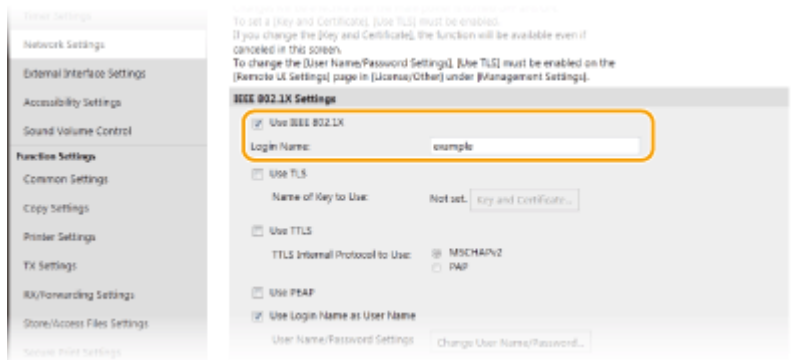 Network Settings
External Interface Settings
Accessibility Settings
Sound Volume Control
Function Settings
Common Settings
Copy Settings
Printer Settings
TX Settings
RX/Forwarding Settings
Store/Access Files Settings
Secure Print Settings
To set a [Key and Certificate], [Use TLS] must be enabled.
If you change the [Key and Certificate], the function will be available even if
canceled in this screen.
To change the [User Name/Password Settings], [Use TLS] must be enabled on the
[Remote UI Settings] page in [License/Other] under [Management Settings].
IEEE 802.1X Settings
Use IEEE 802.1X
Login Name: example
Use TLS
Name of Key to Use: Not set. Key and Certificate...
Use TTLS
TTLS Internal Protocol to Use: MSCHAPv2
PAP
Use PEAP
Use Login Name as User Name
User Name/Password Settings Change User Name/Password...